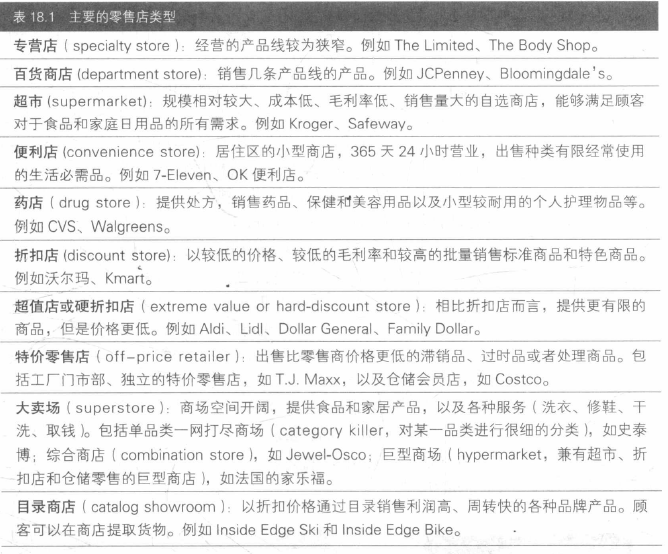 表 18.1 主要的零售店类型
专营店（specialty store）：经营的产品线较为狭窄。例如 The Limited、The Body Shop。
百货商店 (department store)：销售几条产品线的产品。例如 JCPenney、Bloomingdale's。
超市 (supermarket)：规模相对较大、成本低、毛利率低、销售量大的自选商店，能够满足顾客
对于食品和家庭日用品的所有需求。例如 Kroger、Safeway。
便利店 (convenience store)：居住区的小型商店，365 天 24 小时营业，出售种类有限经常使用
的生活必需品。例如 7-Eleven、OK 便利店。
药店（drug store）：提供处方，销售药品、保健和美容用品以及小型较耐用的个人护理物品等。
例如 CVS、Walgreens。
折扣店 (discount store)：以较低的价格、较低的毛利率和较高的批量销售标准商品和特色商品。
例如沃尔玛、Kmart。
超值店或硬折扣店（extreme value or hard-discount store）：相比折扣店而言，提供更有限的
商品，但是价格更低。例如 Aldi、Lidl、Dollar General、Family Dollar。
特价零售店（off-price retailer）：出售比零售商价格更低的滞销品、过时品或者处理商品。包
括工厂门市部、独立的特价零售店，如 T.J. Maxx，以及仓储会员店，如 Costco。
大卖场（superstore）：商场空间开阔，提供食品和家居产品，以及各种服务（洗衣、修鞋、干
洗、取钱）。包括单品类一网打尽商场（category killer，对某一品类进行很细的分类），如史泰
博；综合商店（combination store），如 Jewel-Osco；巨型商场（hypermarket，兼有超市、折
扣店和仓储零售的巨型商店），如法国的家乐福。
目录商店（catalog showroom）：以折扣价格通过目录销售利润高、周转快的各种品牌产品。顾
客可以在商店提取货物。例如 Inside Edge Ski 和 Inside Edge Bike。